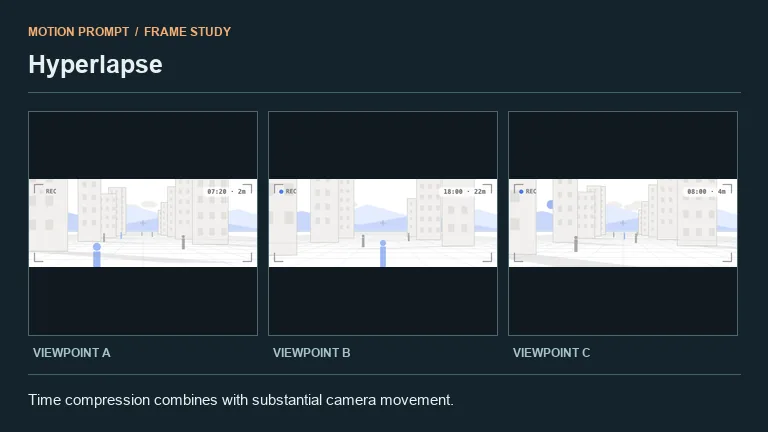 MOTION PROMPT / FRAME STUDY
Hyperlapse
REC
07:20 · 2m
REC
18:00 · 22m
REC
08:00 · 4m
VIEWPOINT A
VIEWPOINT B
VIEWPOINT C
Time compression combines with substantial camera movement.